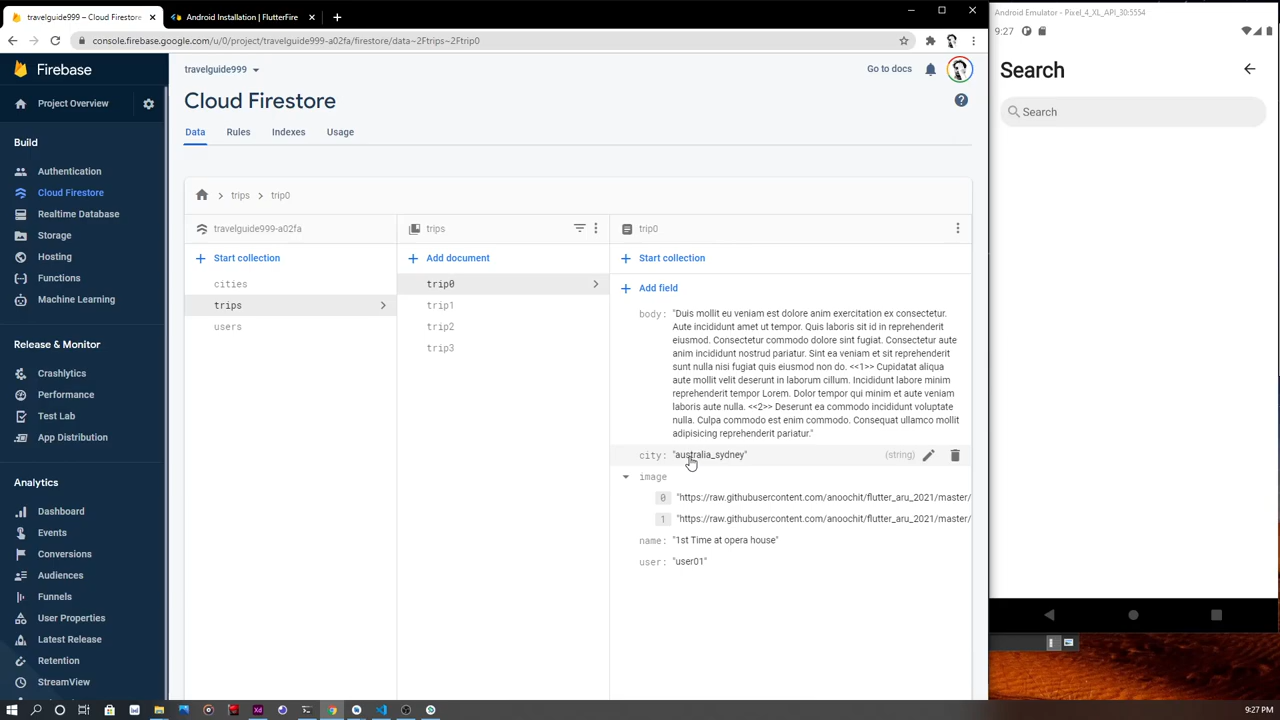 travelguide999 – Cloud Firestore
Android Installation | FlutterFire
console.firebase.google.com/u/0/project/travelguide999-a02fa/firestore/data~2Ftrips~2Ftrip0
Firebase
Project Overview
Build
Authentication
Cloud Firestore
Realtime Database
Storage
Hosting
Functions
Machine Learning
Release & Monitor
Crashlytics
Performance
Test Lab
App Distribution
Analytics
Dashboard
Events
Conversions
Audiences
Funnels
User Properties
Latest Release
Retention
StreamView
travelguide999
Go to docs
Cloud Firestore
Data
Rules
Indexes
Usage
trips
trip0
travelguide999-a02fa
Start collection
cities
trips
users
trips
Add document
trip0
trip1
trip2
trip3
trip0
Start collection
Add field
body: "Duis mollit eu veniam est dolore anim exercitation ex consectetur.
Aute incididunt amet ut tempor. Quis laboris sit id in reprehenderit
eiusmod. Consectetur commodo dolore sint fugiat. Consectetur aute
anim incididunt nostrud pariatur. Sint ea veniam et sit reprehenderit
sunt nulla nisi fugiat quis eiusmod non do. <<1>> Cupidatat aliqua
aute mollit velit deserunt in laborum cillum. Incididunt labore minim
reprehenderit tempor Lorem. Dolor tempor qui minim et aute veniam
laboris aute nulla. <<2>> Deserunt ea commodo incididunt voluptate
nulla. Culpa commodo est enim commodo. Consequat ullamco mollit
adipisicing reprehenderit pariatur."
city: "australia_sydney"
(string)
image
0 "https://raw.githubusercontent.com/anoochit/flutter_aru_2021/master/
1 "https://raw.githubusercontent.com/anoochit/flutter_aru_2021/master/
name: "1st Time at opera house"
user: "user01"
Android Emulator - Pixel_4_XL_API_30:5554
9:27
Search
Search
9:27 PM